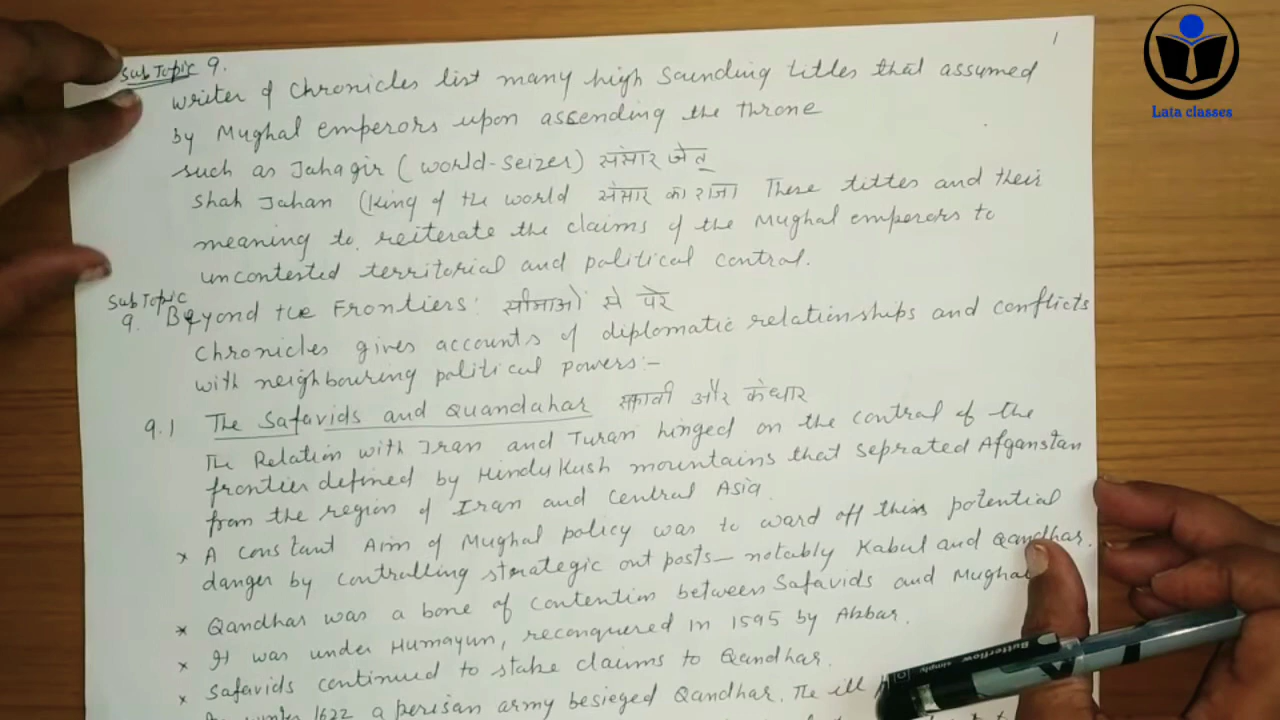 1
Sub Topic 9.
writer of Chronicles list many high Sounding titles that assumed
by Mughal emperors upon ascending the throne
such as Jahagir (world-seizer) संसार जेतू
Shah Jahan (King of the world संसार का राजा These tittes and their
meaning to reiterate the claims of the Mughal emperors to
uncontested territorial and political control.
Sub Topic
9. Beyond the Frontiers: सीमाओं से परे
Chronicles gives accounts of diplomatic relationships and conflicts
with neighbouring political powers:-
9.1 The Safavids and Quandahar सफावी और कंधार
The Relation with Iran and Turan hinged on the control of the
frontier defined by Hindukush mountains that seprated Afganstan
from the region of Iran and Central Asia.
* A constant Aim of Mughal policy was to ward off this potential
danger by controlling strategic out posts- notably Kabul and Qandhar.
* Qandhar was a bone of contention between Safavids and Mughal
* It was under Humayun, reconquered in 1595 by Akbar.
* Safavids continued to stake claims to Qandhar.
1622 a perisan army besieged Qandhar. The ill
Lata classes
Butterflow
simply